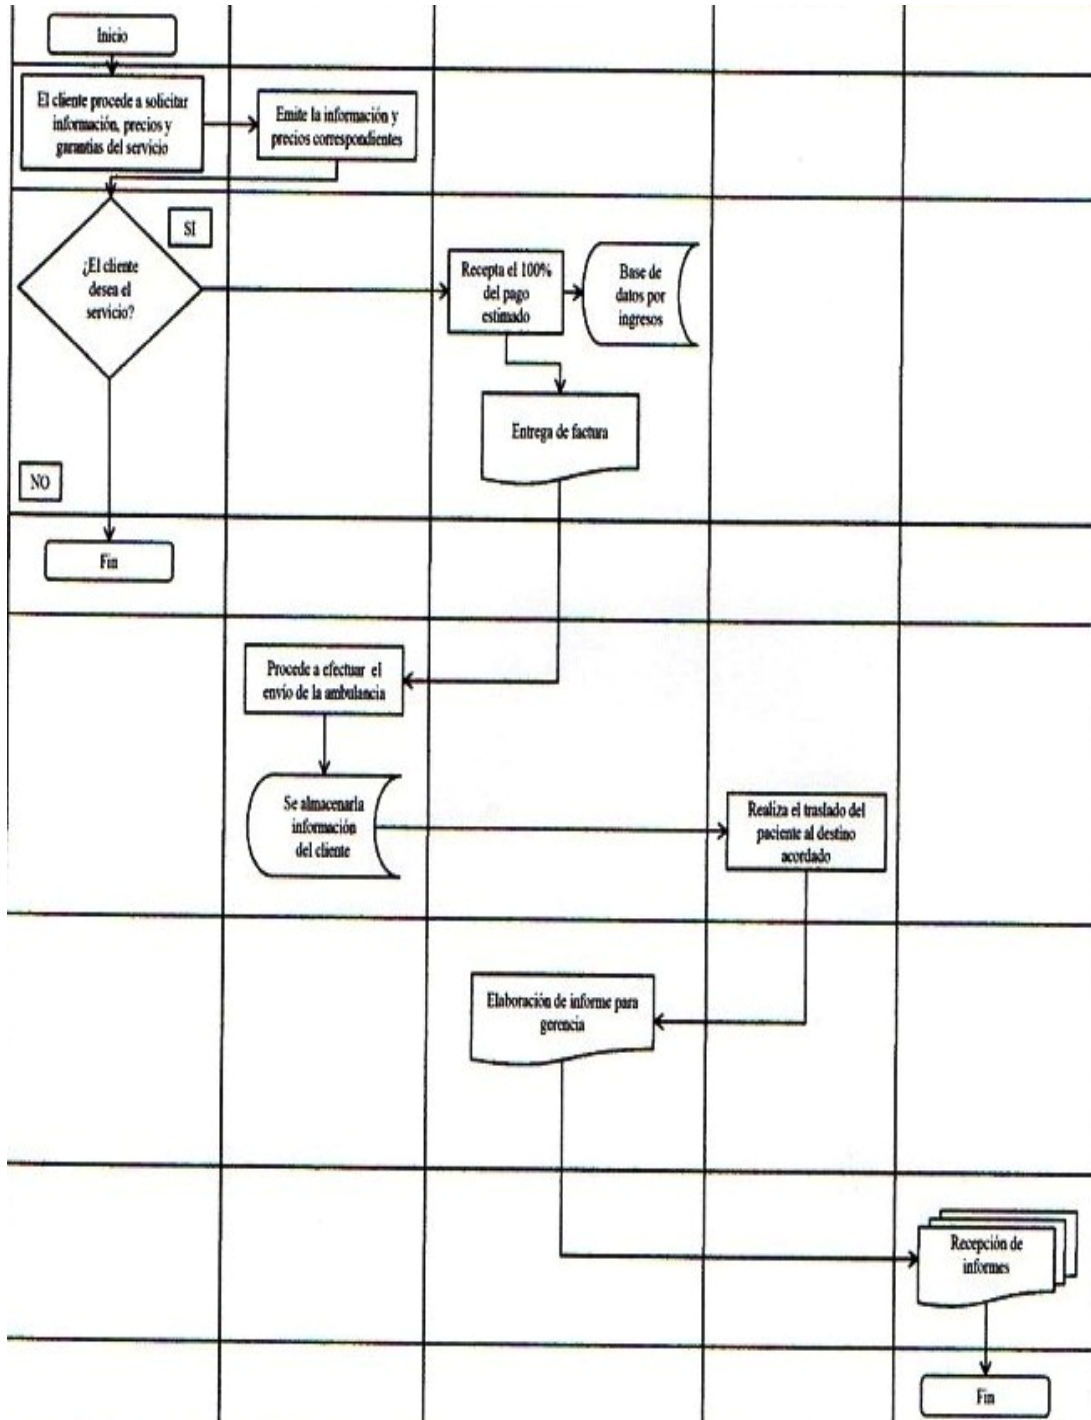 Inicio
El cliente procede a solicitar
información, precios y
garantias del servicio
Emite la información y
precios correspondientes
SI
¿El cliente
desea el
servicio?
Recepta el 100%
del pago
estimado
Base de
datos por
ingresos
Entrega de factura
NO
Fin
Procede a efectuar el
envío de la ambulancia
Se almacenarla
información
del cliente
Realiza el traslado del
paciente al destino
acordado
Elaboración de informe para
gerencia
Recepción de
informes
Fin